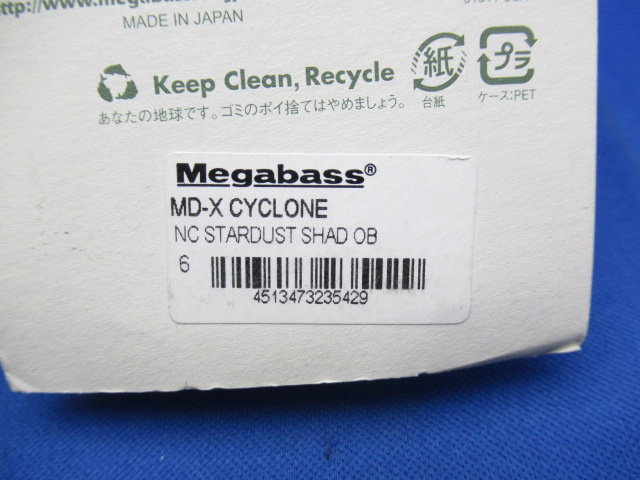 MADE IN JAPAN
Keep Clean, Recycle
あなたの地球です。ゴミのポイ捨てはやめましょう。
紙
台紙
プラ
ケース:PET
Megabass®
MD-X CYCLONE
NC STARDUST SHAD OB
6
4513473235429